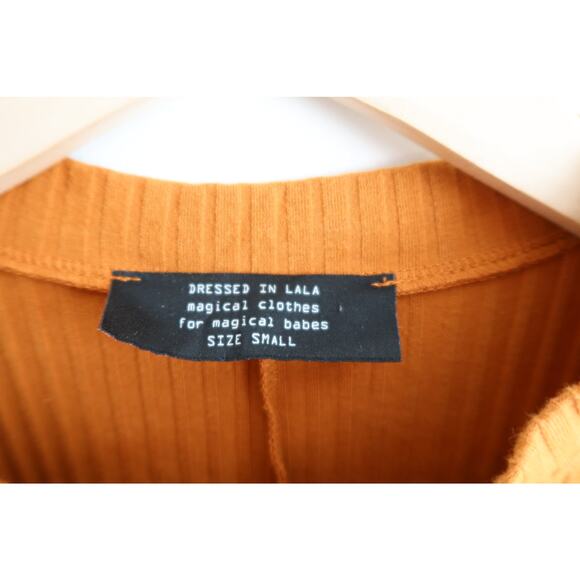 DRESSED IN LALA
magical clothes
for magical babes
SIZE SMALL